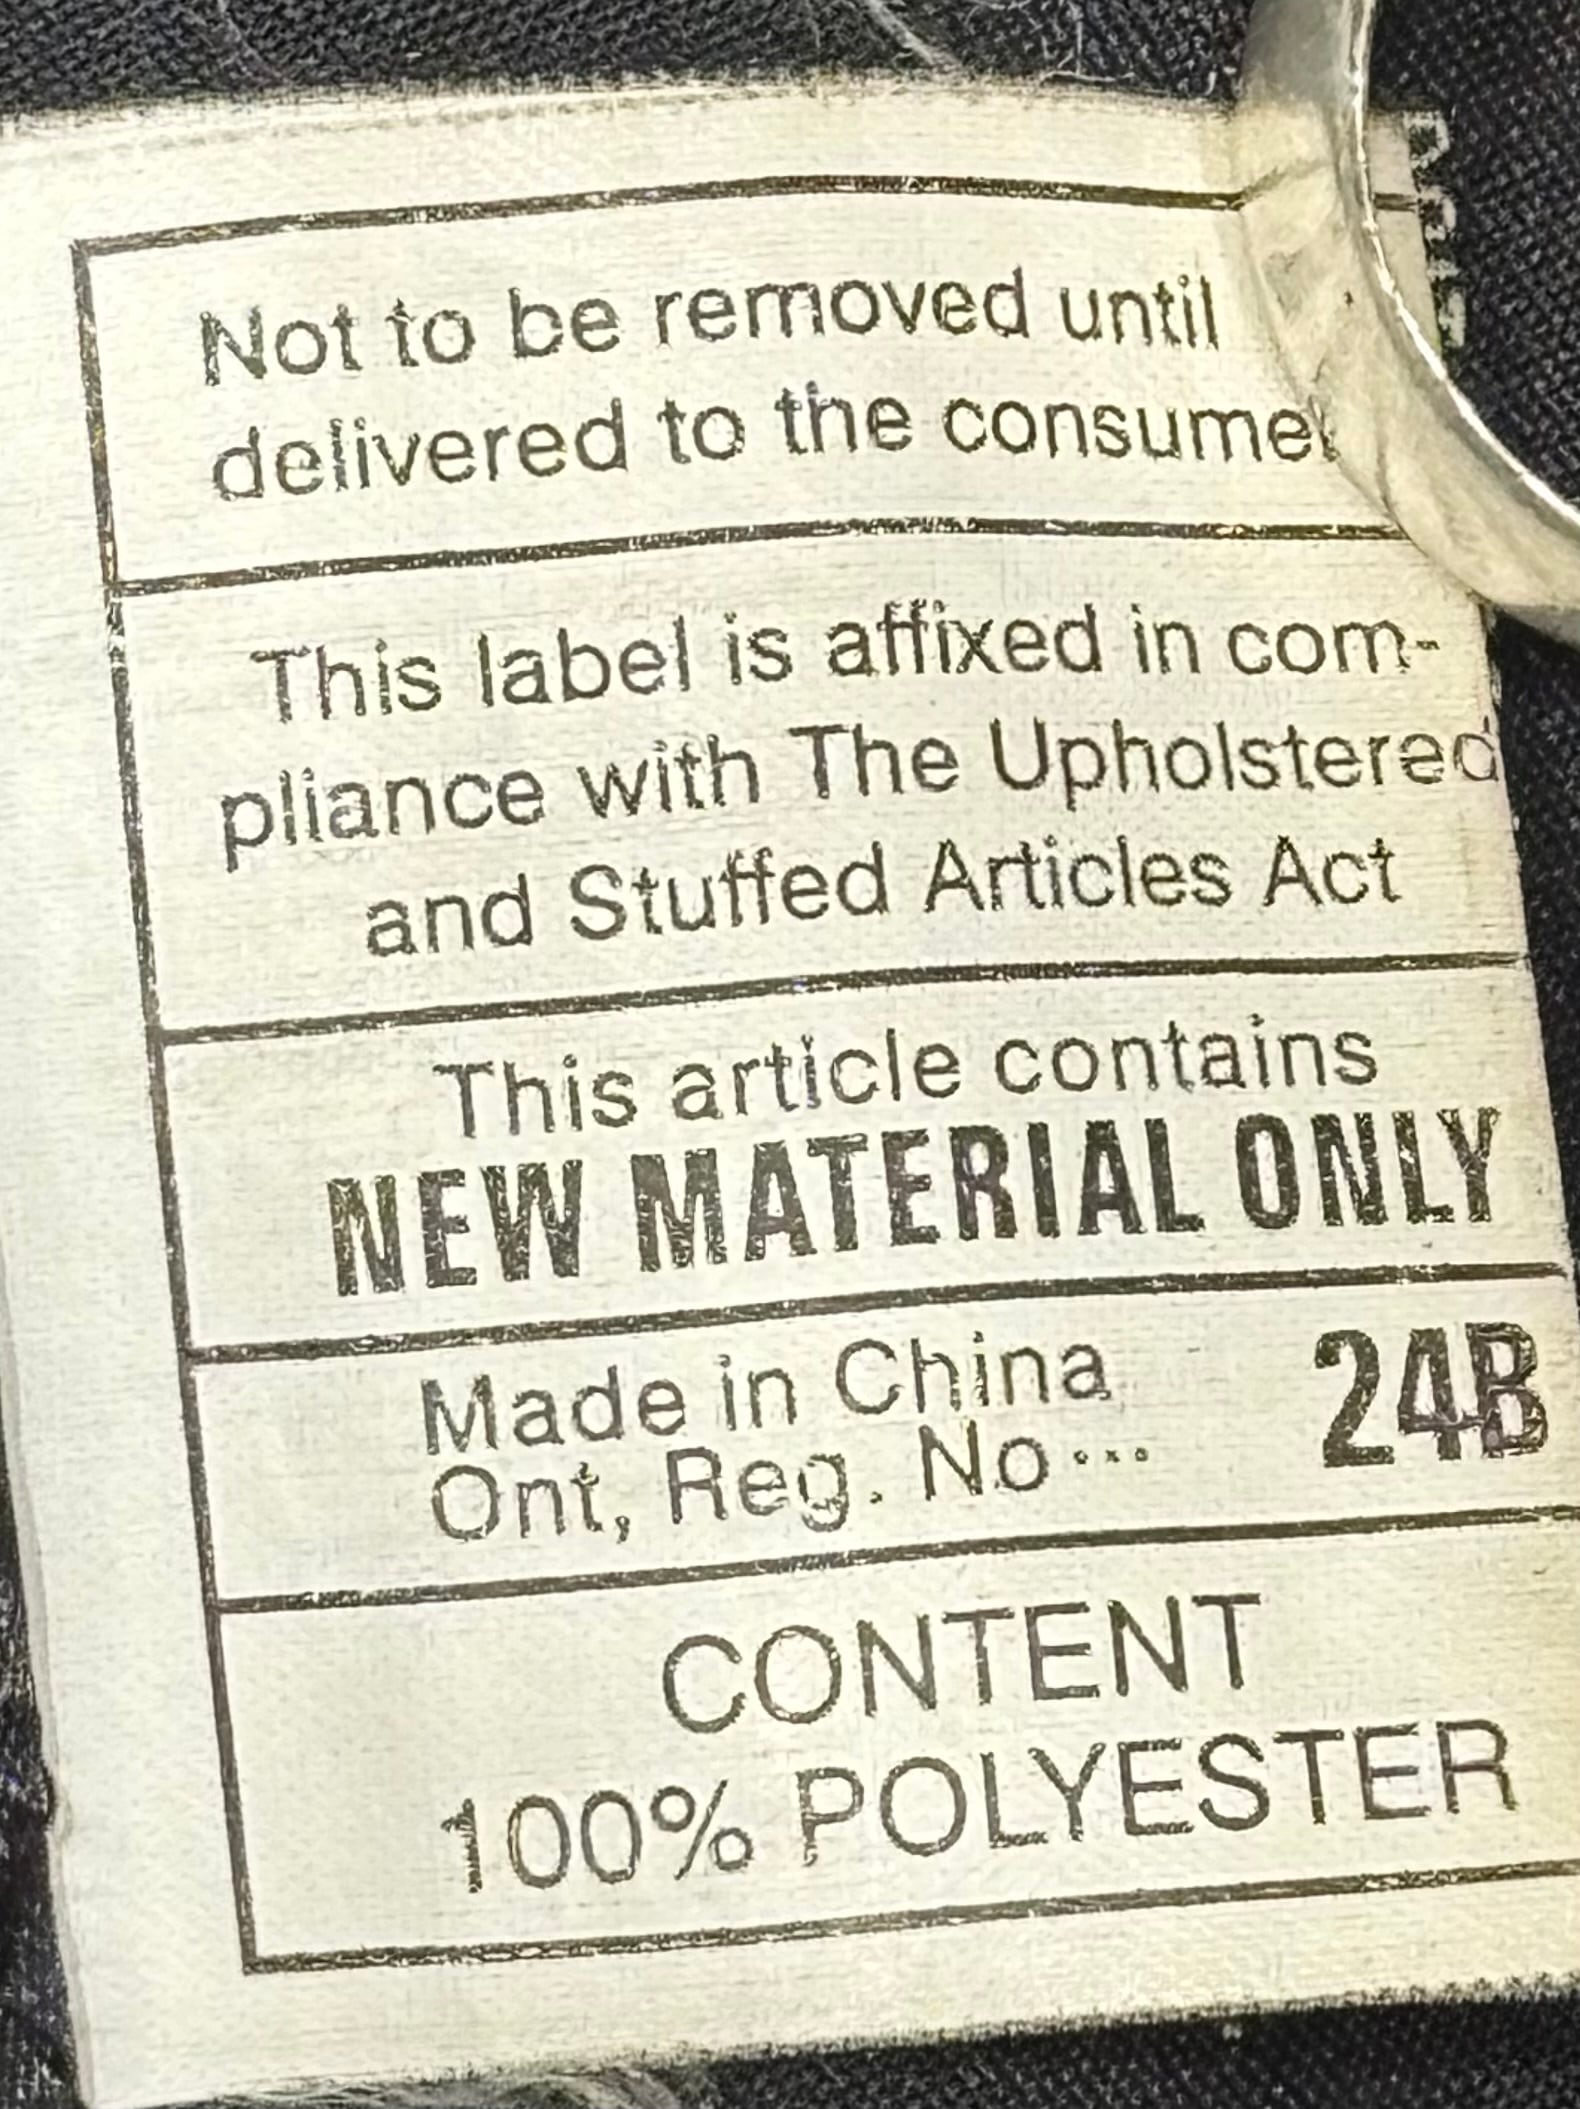 Not to be removed until
delivered to the consumer
This label is affixed in com-
pliance with The Upholstered
and Stuffed Articles Act
This article contains
NEW MATERIAL ONLY
Made in China
Ont, Reg. No... 24B
CONTENT
100% POLYESTER